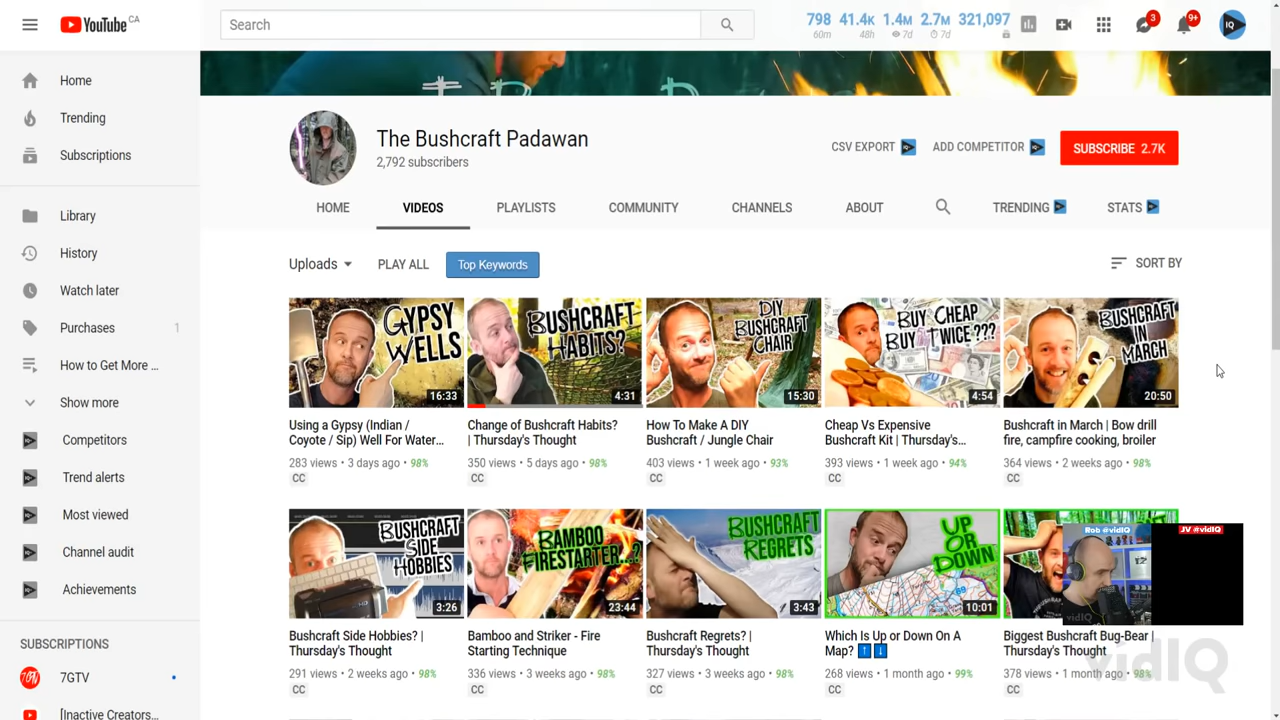 YouTube CA
Search
798 41.4K 1.4M 2.7M 321,097
60m 48h 7d 7d
3
9+
IQ
Home
Trending
Subscriptions
Library
History
Watch later
Purchases 1
How to Get More ...
Show more
Competitors
Trend alerts
Most viewed
Channel audit
Achievements
SUBSCRIPTIONS
7GTV
[Inactive Creators...
The Bushcraft Padawan
2,792 subscribers
CSV EXPORT
ADD COMPETITOR
SUBSCRIBE 2.7K
HOME VIDEOS PLAYLISTS COMMUNITY CHANNELS ABOUT TRENDING STATS
Uploads PLAY ALL Top Keywords
SORT BY
GYPSY WELLS
16:33
Using a Gypsy (Indian /
Coyote / Sip) Well For Water...
283 views • 3 days ago • 98%
CC
BUSHCRAFT HABITS?
4:31
Change of Bushcraft Habits?
| Thursday's Thought
350 views • 5 days ago • 98%
CC
DIY BUSHCRAFT CHAIR
15:30
How To Make A DIY
Bushcraft / Jungle Chair
403 views • 1 week ago • 93%
CC
BUY CHEAP
BUY TWICE ???
4:54
Cheap Vs Expensive
Bushcraft Kit | Thursday's...
393 views • 1 week ago • 94%
CC
BUSHCRAFT IN MARCH
20:50
Bushcraft in March | Bow drill
fire, campfire cooking, broiler
364 views • 2 weeks ago • 98%
CC
BUSHCRAFT SIDE HOBBIES
3:26
Bushcraft Side Hobbies? |
Thursday's Thought
291 views • 2 weeks ago • 98%
CC
BAMBOO
FIRESTARTER...?
23:44
Bamboo and Striker - Fire
Starting Technique
336 views • 3 weeks ago • 98%
CC
BUSHCRAFT
REGRETS?
3:43
Bushcraft Regrets? |
Thursday's Thought
327 views • 3 weeks ago • 98%
CC
UP
OR
DOWN
10:01
Which Is Up or Down On A
Map? ↑ ↓
268 views • 1 month ago • 99%
CC
Rob @vidIQ
JV @vidIQ
vidIQ
Biggest Bushcraft Bug-Bear |
Thursday's Thought
378 views • 1 month ago • 98%
CC
vidIQ